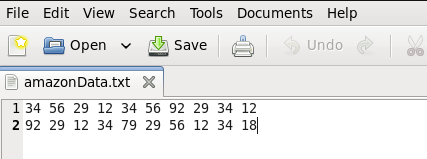 File Edit View Search Tools Documents Help
Open Save Undo
amazonData.txt
1 34 56 29 12 34 56 92 29 34 12
2 92 29 12 34 79 29 56 12 34 18